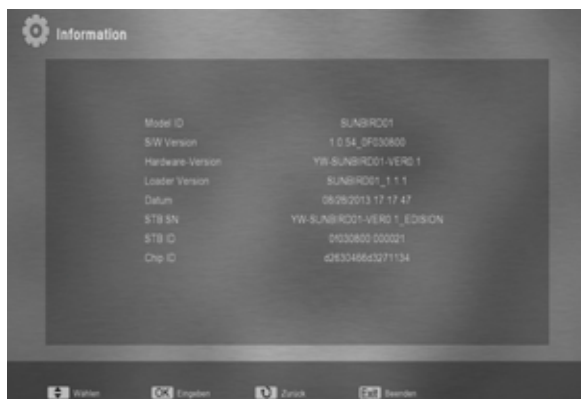 Information
Model ID SUNBIRD01
S/W Version 1.0.54_0F030800
Hardware-Version YW-SUNBIRD01-VER0.1
Loader Version SUNBIRD01_1.1.1
Datum 08/26/2013 17 17 47
STB SN YW-SUNBIRD01-VER0.1_EDISION
STB ID 0f030800:000021
Chip ID d2630466d3271134
Wählen OK Eingeben Zurück Exit Beenden